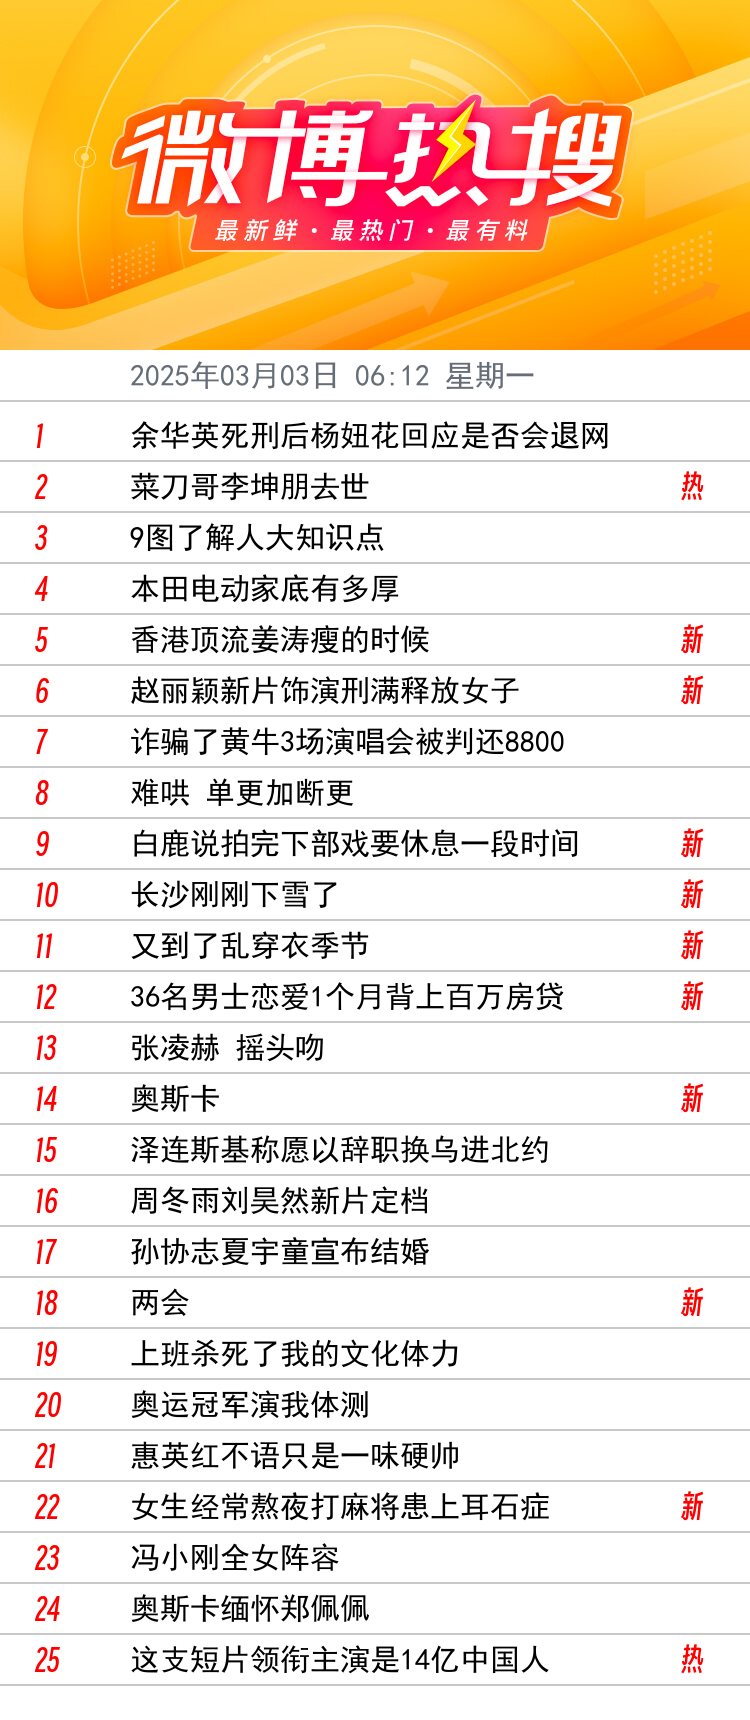 微博热搜
最新鲜·最热门·最有料
2025年03月03日 06:12 星期一
1 余华英死刑后杨妞花回应是否会退网
2 菜刀哥李坤朋去世 热
3 9图了解人大知识点
4 本田电动家底有多厚
5 香港顶流姜涛瘦的时候 新
6 赵丽颖新片饰演刑满释放女子 新
7 诈骗了黄牛3场演唱会被判还8800
8 难哄 单更加断更
9 白鹿说拍完下部戏要休息一段时间 新
10 长沙刚刚下雪了 新
11 又到了乱穿衣季节 新
12 36名男士恋爱1个月背上百万房贷 新
13 张凌赫 摇头吻
14 奥斯卡 新
15 泽连斯基称愿以辞职换乌进北约
16 周冬雨刘昊然新片定档
17 孙协志夏宇童宣布结婚
18 两会 新
19 上班杀死了我的文化体力
20 奥运冠军演我体测
21 惠英红不语只是一味硬帅
22 女生经常熬夜打麻将患上耳石症 新
23 冯小刚全女阵容
24 奥斯卡缅怀郑佩佩
25 这支短片领衔主演是14亿中国人 热